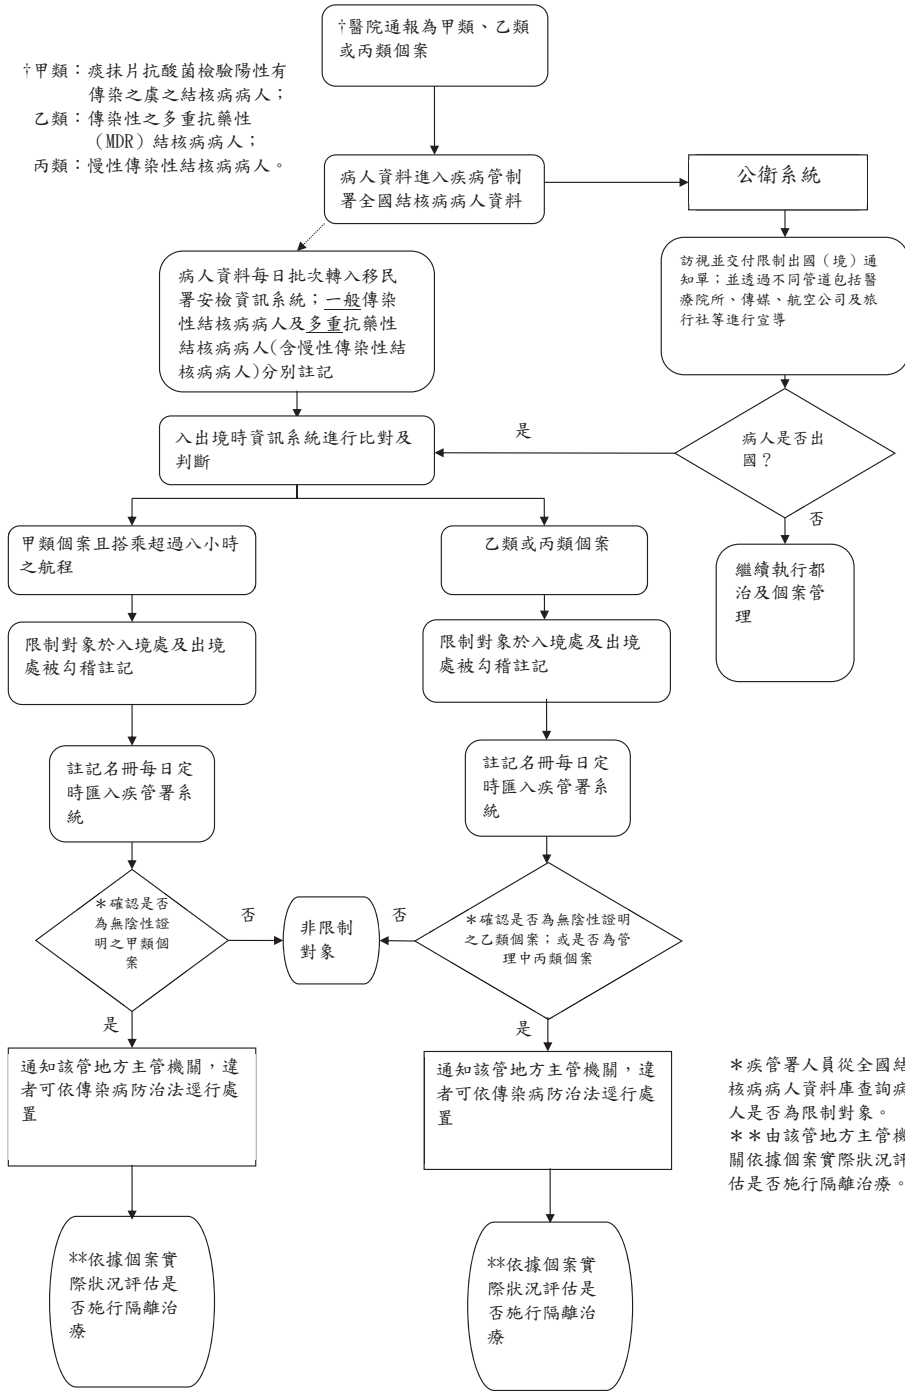 †醫院通報為甲類、乙類
或丙類個案
†甲類：痰抹片抗酸菌檢驗陽性有
傳染之虞之結核病病人；
乙類：傳染性之多重抗藥性
（MDR）結核病病人；
丙類：慢性傳染性結核病病人。
病人資料進入疾病管制
署全國結核病病人資料
公衛系統
訪視並交付限制出國（境）通
知單；並透過不同管道包括醫
療院所、傳媒、航空公司及旅
行社等進行宣導
病人資料每日批次轉入移民
署安檢資訊系統；一般傳染
性結核病病人及多重抗藥性
結核病病人(含慢性傳染性結
核病病人)分別註記
入出境時資訊系統進行比對及
判斷
是
病人是否出
國？
否
繼續執行都
治及個案管
理
甲類個案且搭乘超過八小時
之航程
乙類或丙類個案
限制對象於入境處及出境
處被勾稽註記
限制對象於入境處及出境
處被勾稽註記
註記名冊每日定
時匯入疾管署系
統
註記名冊每日定
時匯入疾管署系
統
＊確認是否
為無陰性證
明之甲類個
案
否
非限制
對象
否
＊確認是否為無陰性證明
之乙類個案；或是否為管
理中丙類個案
是
是
通知該管地方主管機關，違
者可依傳染病防治法逕行處
置
通知該管地方主管機關，違
者可依傳染病防治法逕行處
置
＊疾管署人員從全國結
核病病人資料庫查詢病
人是否為限制對象。
＊＊由該管地方主管機
關依據個案實際狀況評
估是否施行隔離治療。
**依據個案實
際狀況評估是
否施行隔離治
療
**依據個案實
際狀況評估是
否施行隔離治
療